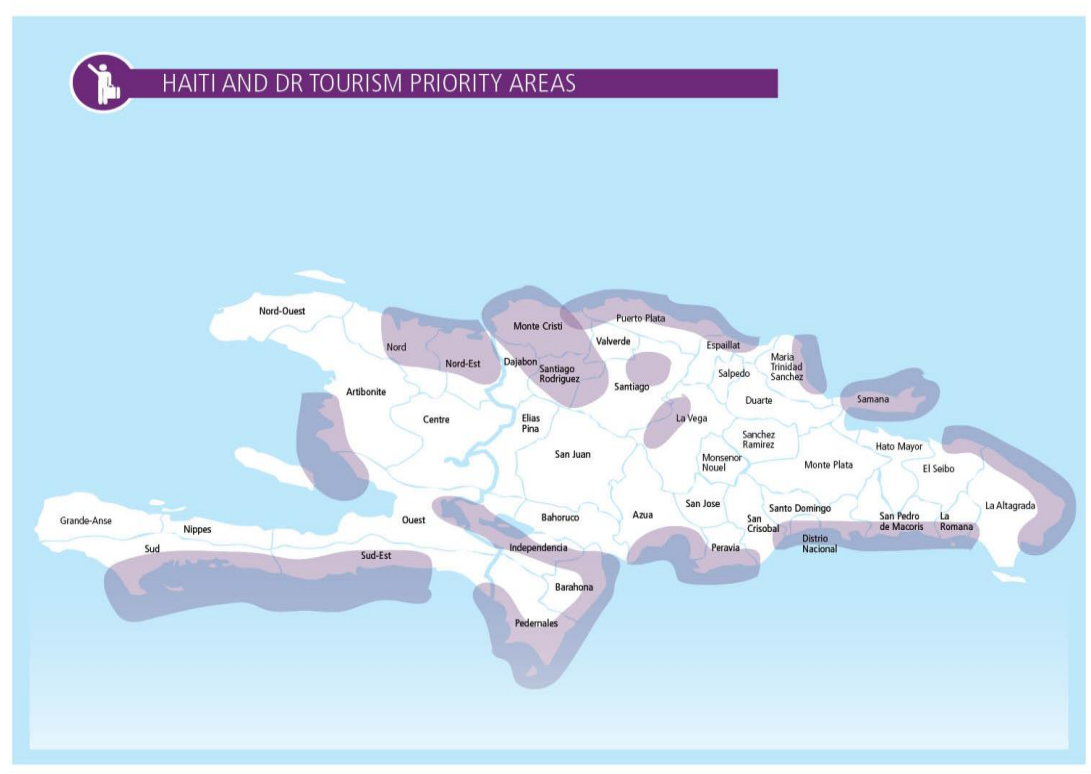 HAITI AND DR TOURISM PRIORITY AREAS
Nord-Ouest
Puerto Plata
Monte Cristi
Valverde
Nord
Espaillat
Nord-Est
Dajabon
Santiago
Rodriguez
Maria
Trinidad
Sanchez
Salpedo
Santiago
Artibonite
Samana
Duarte
Centre
Elias
Pina
La Vega
Sanchez
Ramirez
Hato Mayor
San Juan
Monsenor
Nouel
Monte Plata
El Seibo
San Jose
La Altagrada
Grande-Anse
Nippes
Ouest
Bahoruco
Azua
San
Crisobal
Santo Domingo
San Pedro
de Macoris
La
Romana
Sud
Sud-Est
Independencia
Peravia
Distrio
Nacional
Barahona
Pedernales